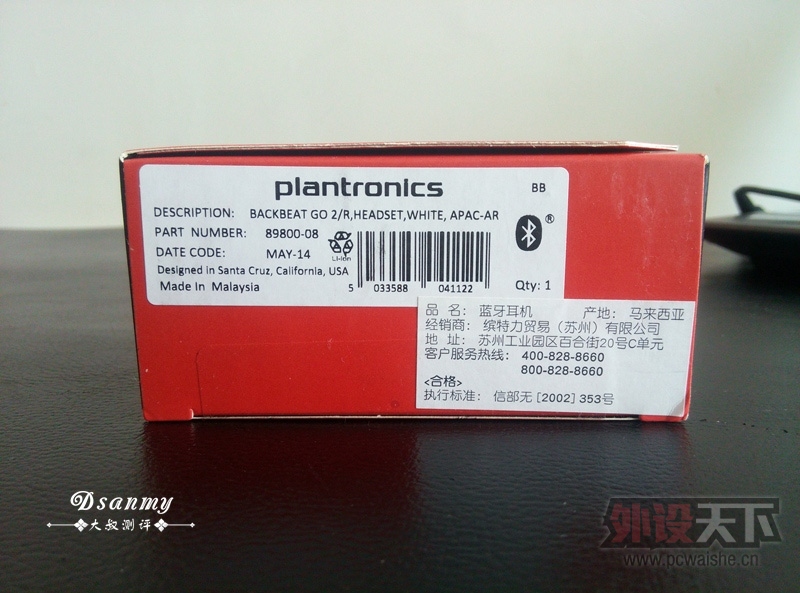 plantronics
BB
DESCRIPTION: BACKBEAT GO 2/R,HEADSET,WHITE, APAC-AR
PART NUMBER: 89800-08
DATE CODE: MAY-14
Li-ion
Designed in Santa Cruz, California, USA
Made In Malaysia
5 033588 041122
Qty: 1
®
品 名: 蓝牙耳机 产地: 马来西亚
经销商: 缤特力贸易（苏州）有限公司
地 址: 苏州工业园区百合街20号C单元
客户服务热线: 400-828-8660
800-828-8660
<合格>
执行标准: 信部无 [2002] 353号
Dsanmy
大叔测评
外设天下
www.pcwaishe.cn